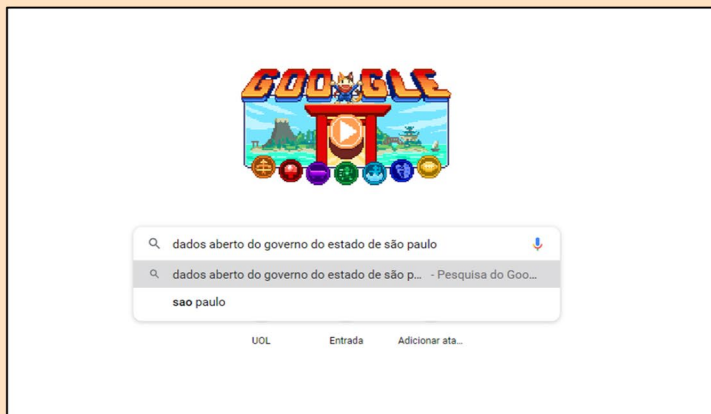 GOOGLE
dados aberto do governo do estado de são paulo
dados aberto do governo do estado de são p... - Pesquisa do Goo...
sao paulo
UOL Entrada Adicionar ata...